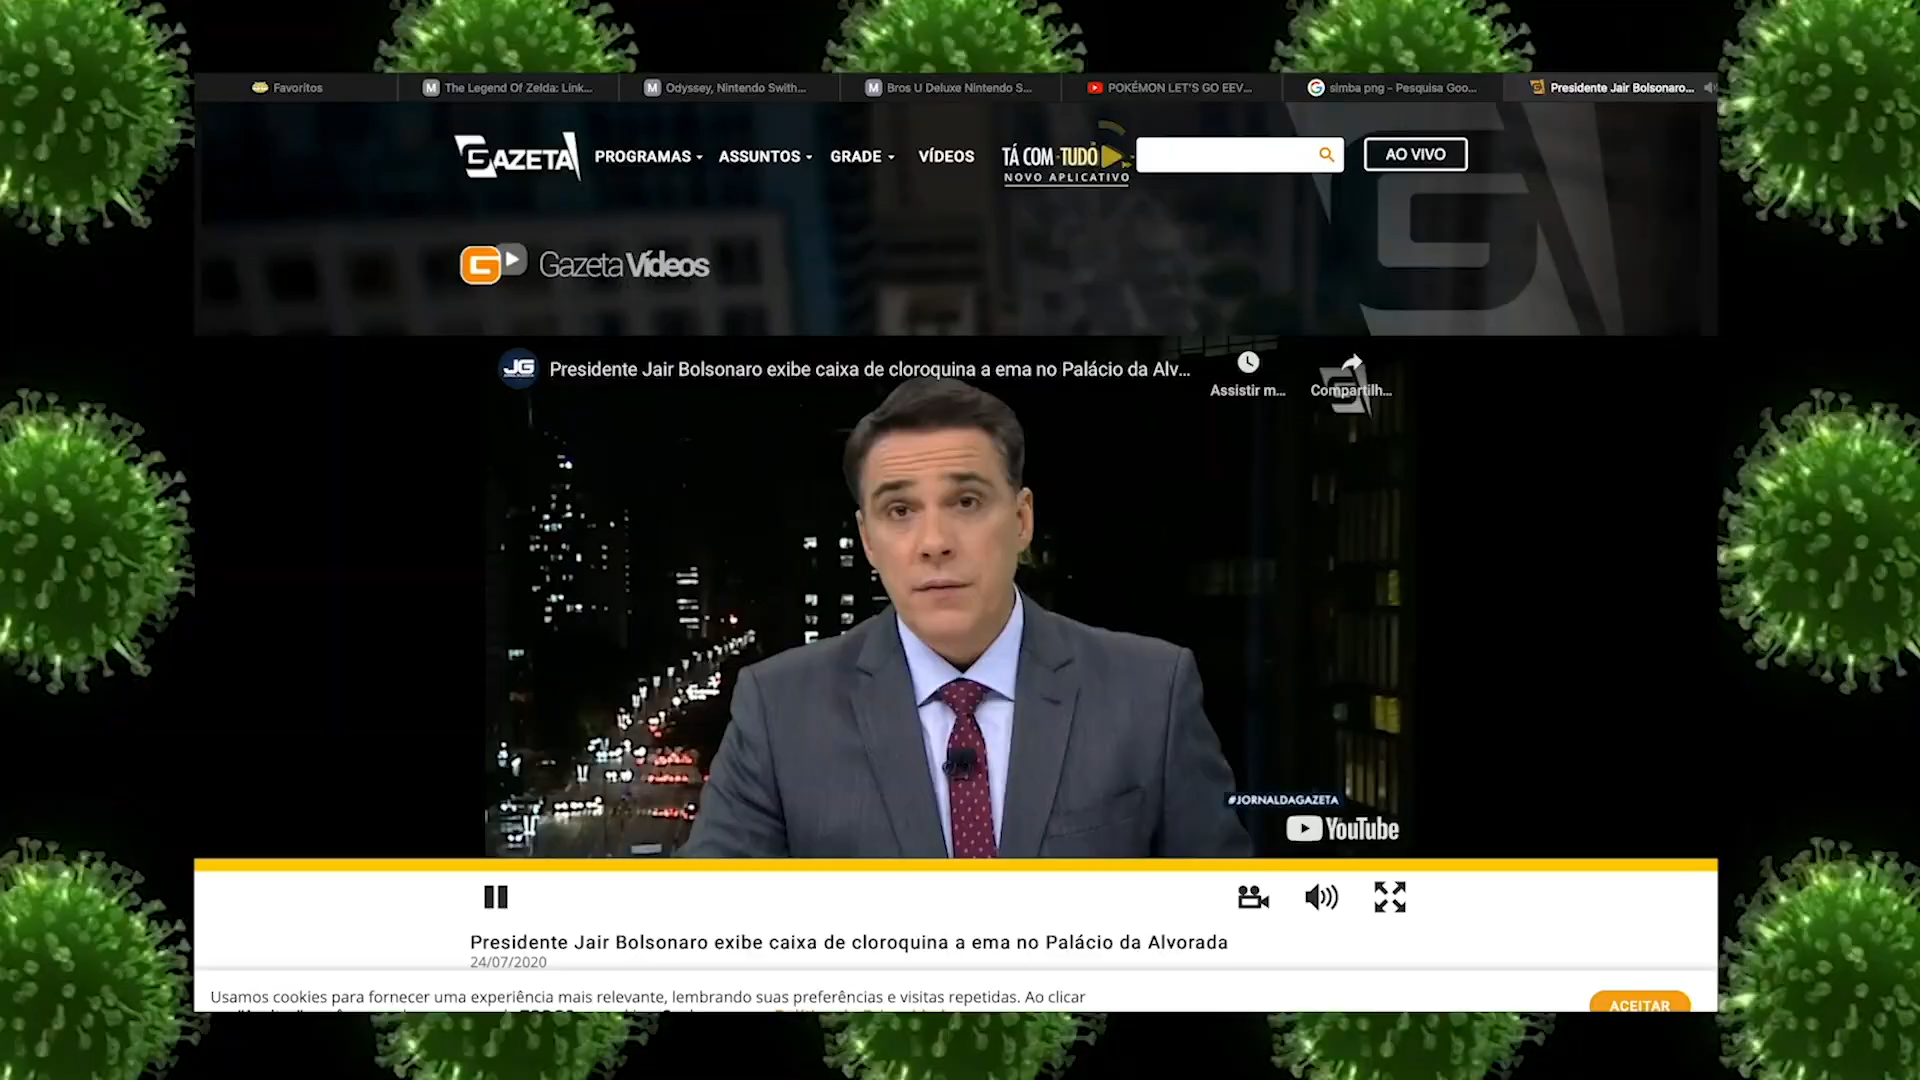 Favoritos
The Legend Of Zelda: Link...
Odyssey, Nintendo Swith...
Bros U Deluxe Nintendo S...
POKÉMON LET'S GO EEV...
simba png - Pesquisa Goo...
Presidente Jair Bolsonaro...
GAZETA
PROGRAMAS
ASSUNTOS
GRADE
VÍDEOS
TÁ COM TUDO
NOVO APLICATIVO
AO VIVO
Gazeta Vídeos
JG
Presidente Jair Bolsonaro exibe caixa de cloroquina a ema no Palácio da Alv...
Assistir m...
Compartilh...
#JORNALDAGAZETA
YouTube
Presidente Jair Bolsonaro exibe caixa de cloroquina a ema no Palácio da Alvorada
24/07/2020
Usamos cookies para fornecer uma experiência mais relevante, lembrando suas preferências e visitas repetidas. Ao clicar
ACEITAR